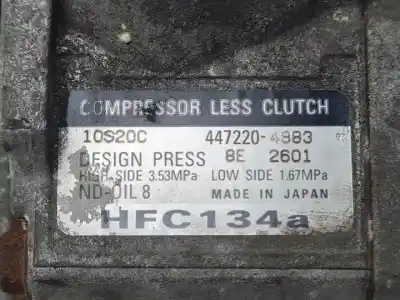 COMPRESSOR LESS CLUTCH
10S20C 447220-4983
DESIGN PRESS 8E 2601
HIGH SIDE 3.53MPa LOW SIDE 1.67MPa
ND-OIL 8 MADE IN JAPAN
HFC134a